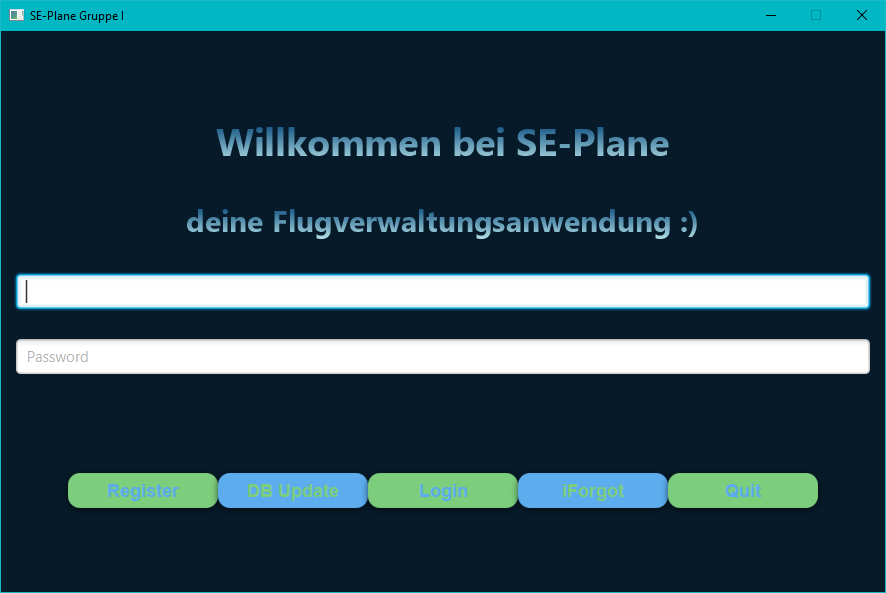 SE-Plane Gruppe I
Willkommen bei SE-Plane
deine Flugverwaltungsanwendung :)
Password
Register DB Update Login iForgot Quit